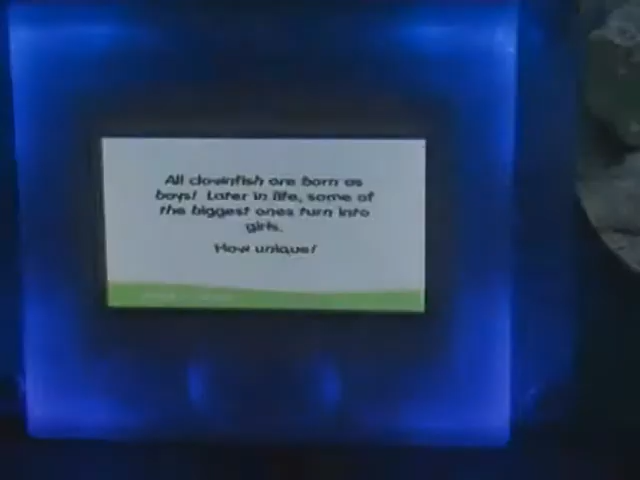 All clownfish are born as
boys! Later in life, some of
the biggest ones turn into
girls.
How unique!